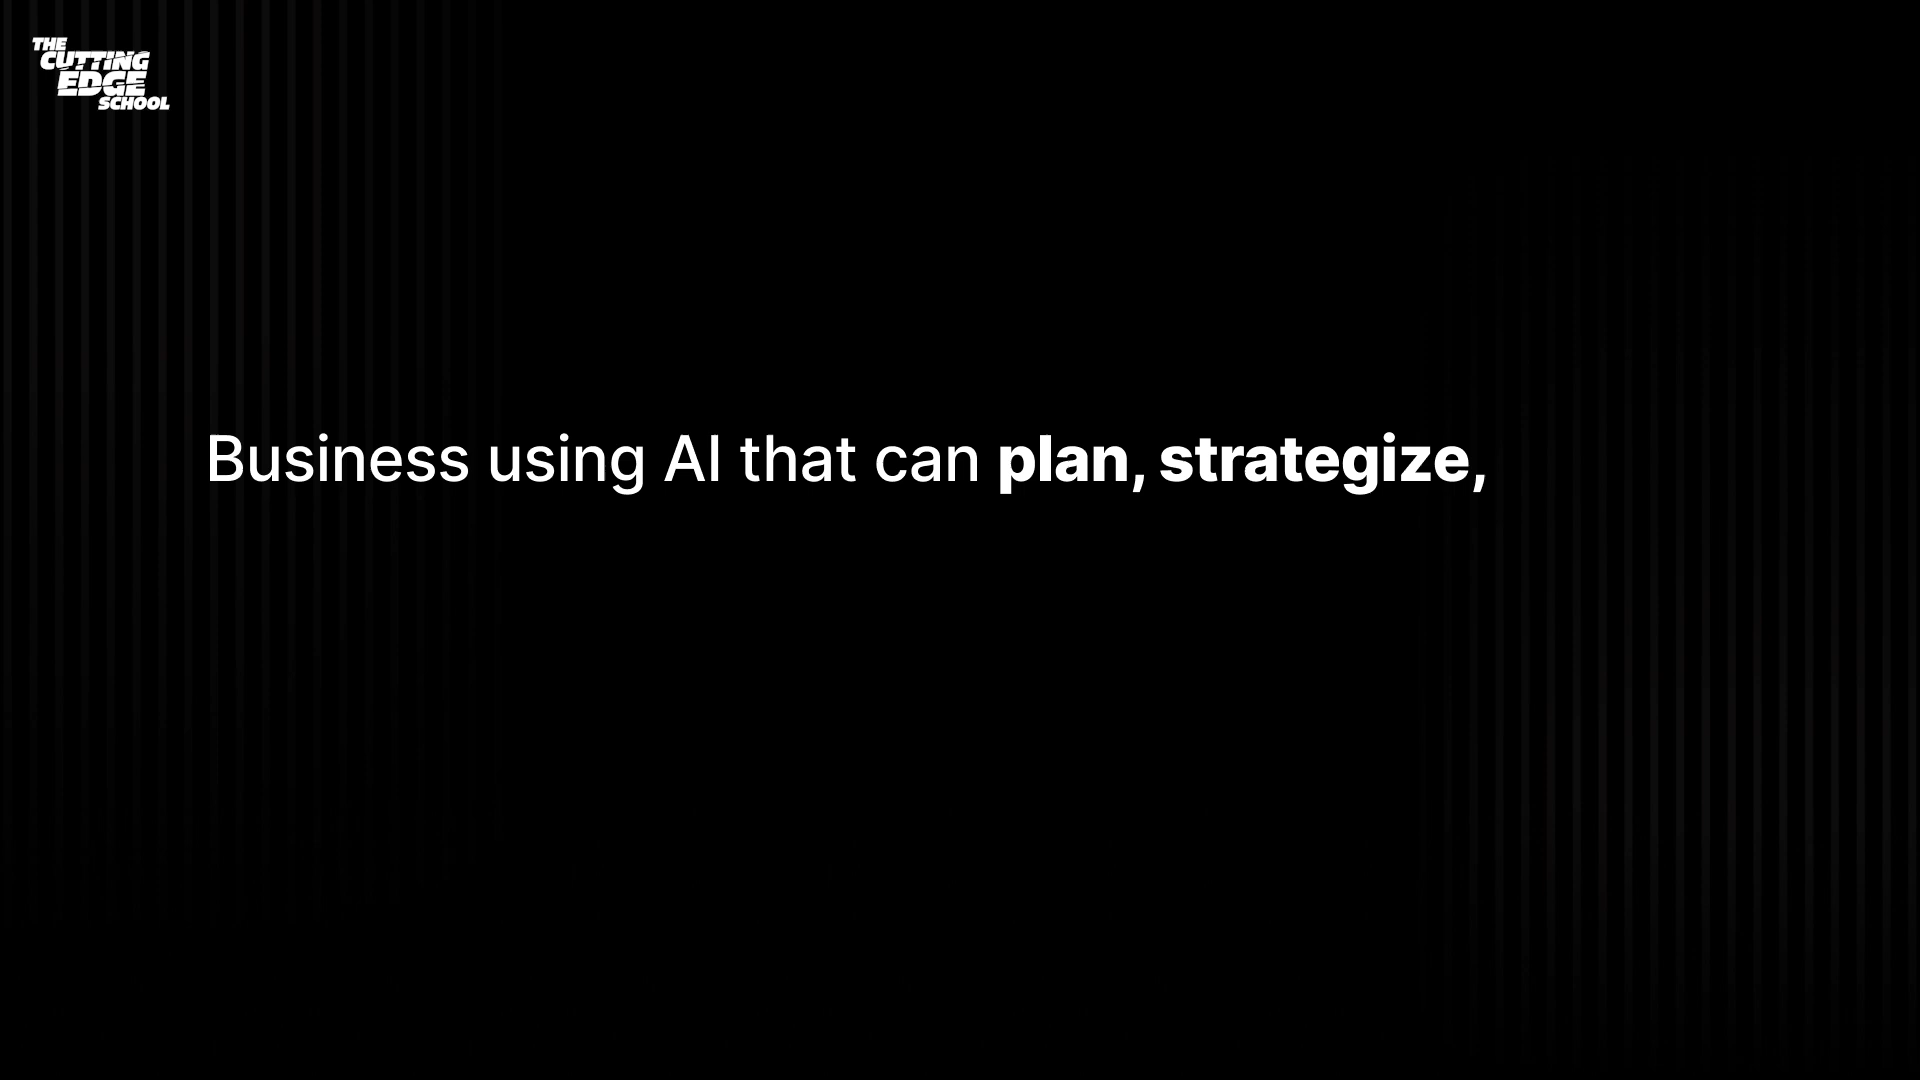 THE
CUTTING
EDGE
SCHOOL
Business using AI that can plan, strategize,